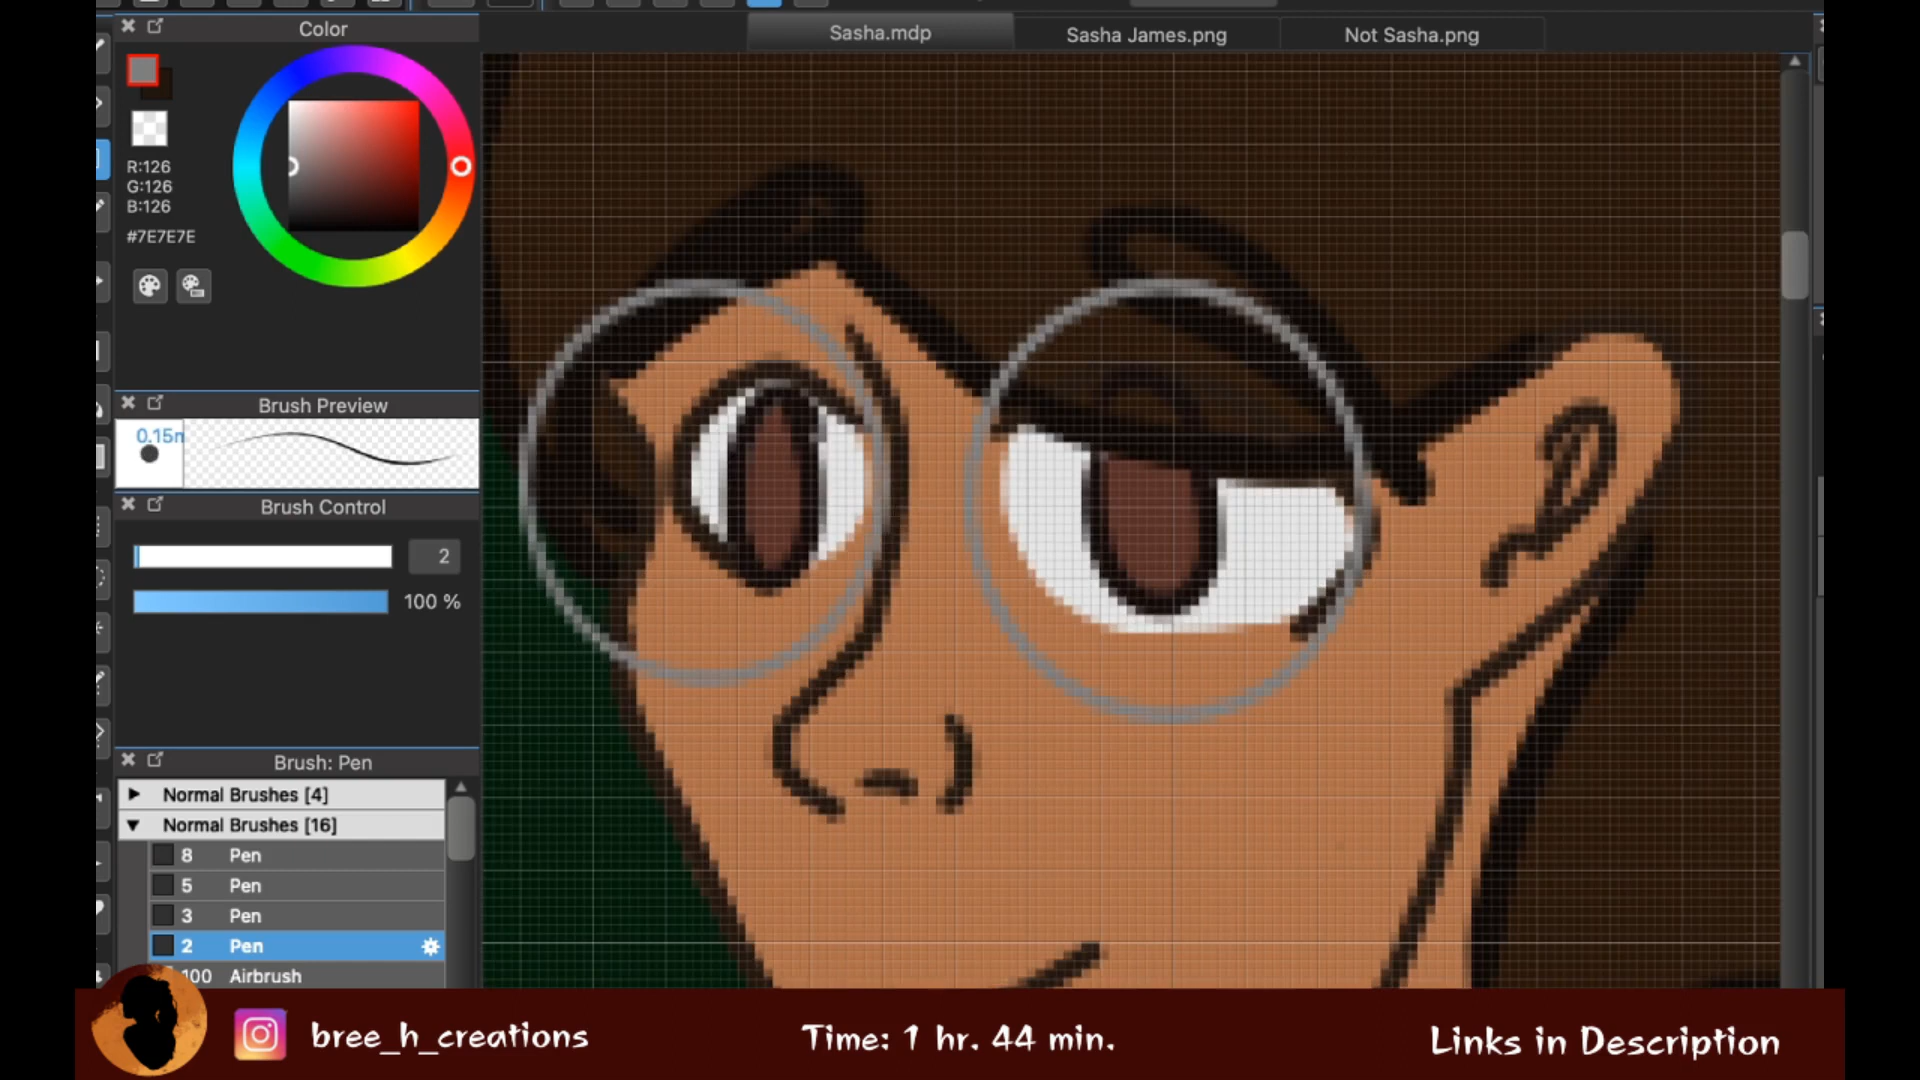 Color
Sasha.mdp
Sasha James.png
Not Sasha.png
R:126
G:126
B:126
#7E7E7E
Brush Preview
0.15
Brush Control
2
100 %
Brush: Pen
Normal Brushes [4]
Normal Brushes [16]
8 Pen
5 Pen
3 Pen
2 Pen
100 Airbrush
bree_h_creations
Time: 1 hr. 44 min.
Links in Description